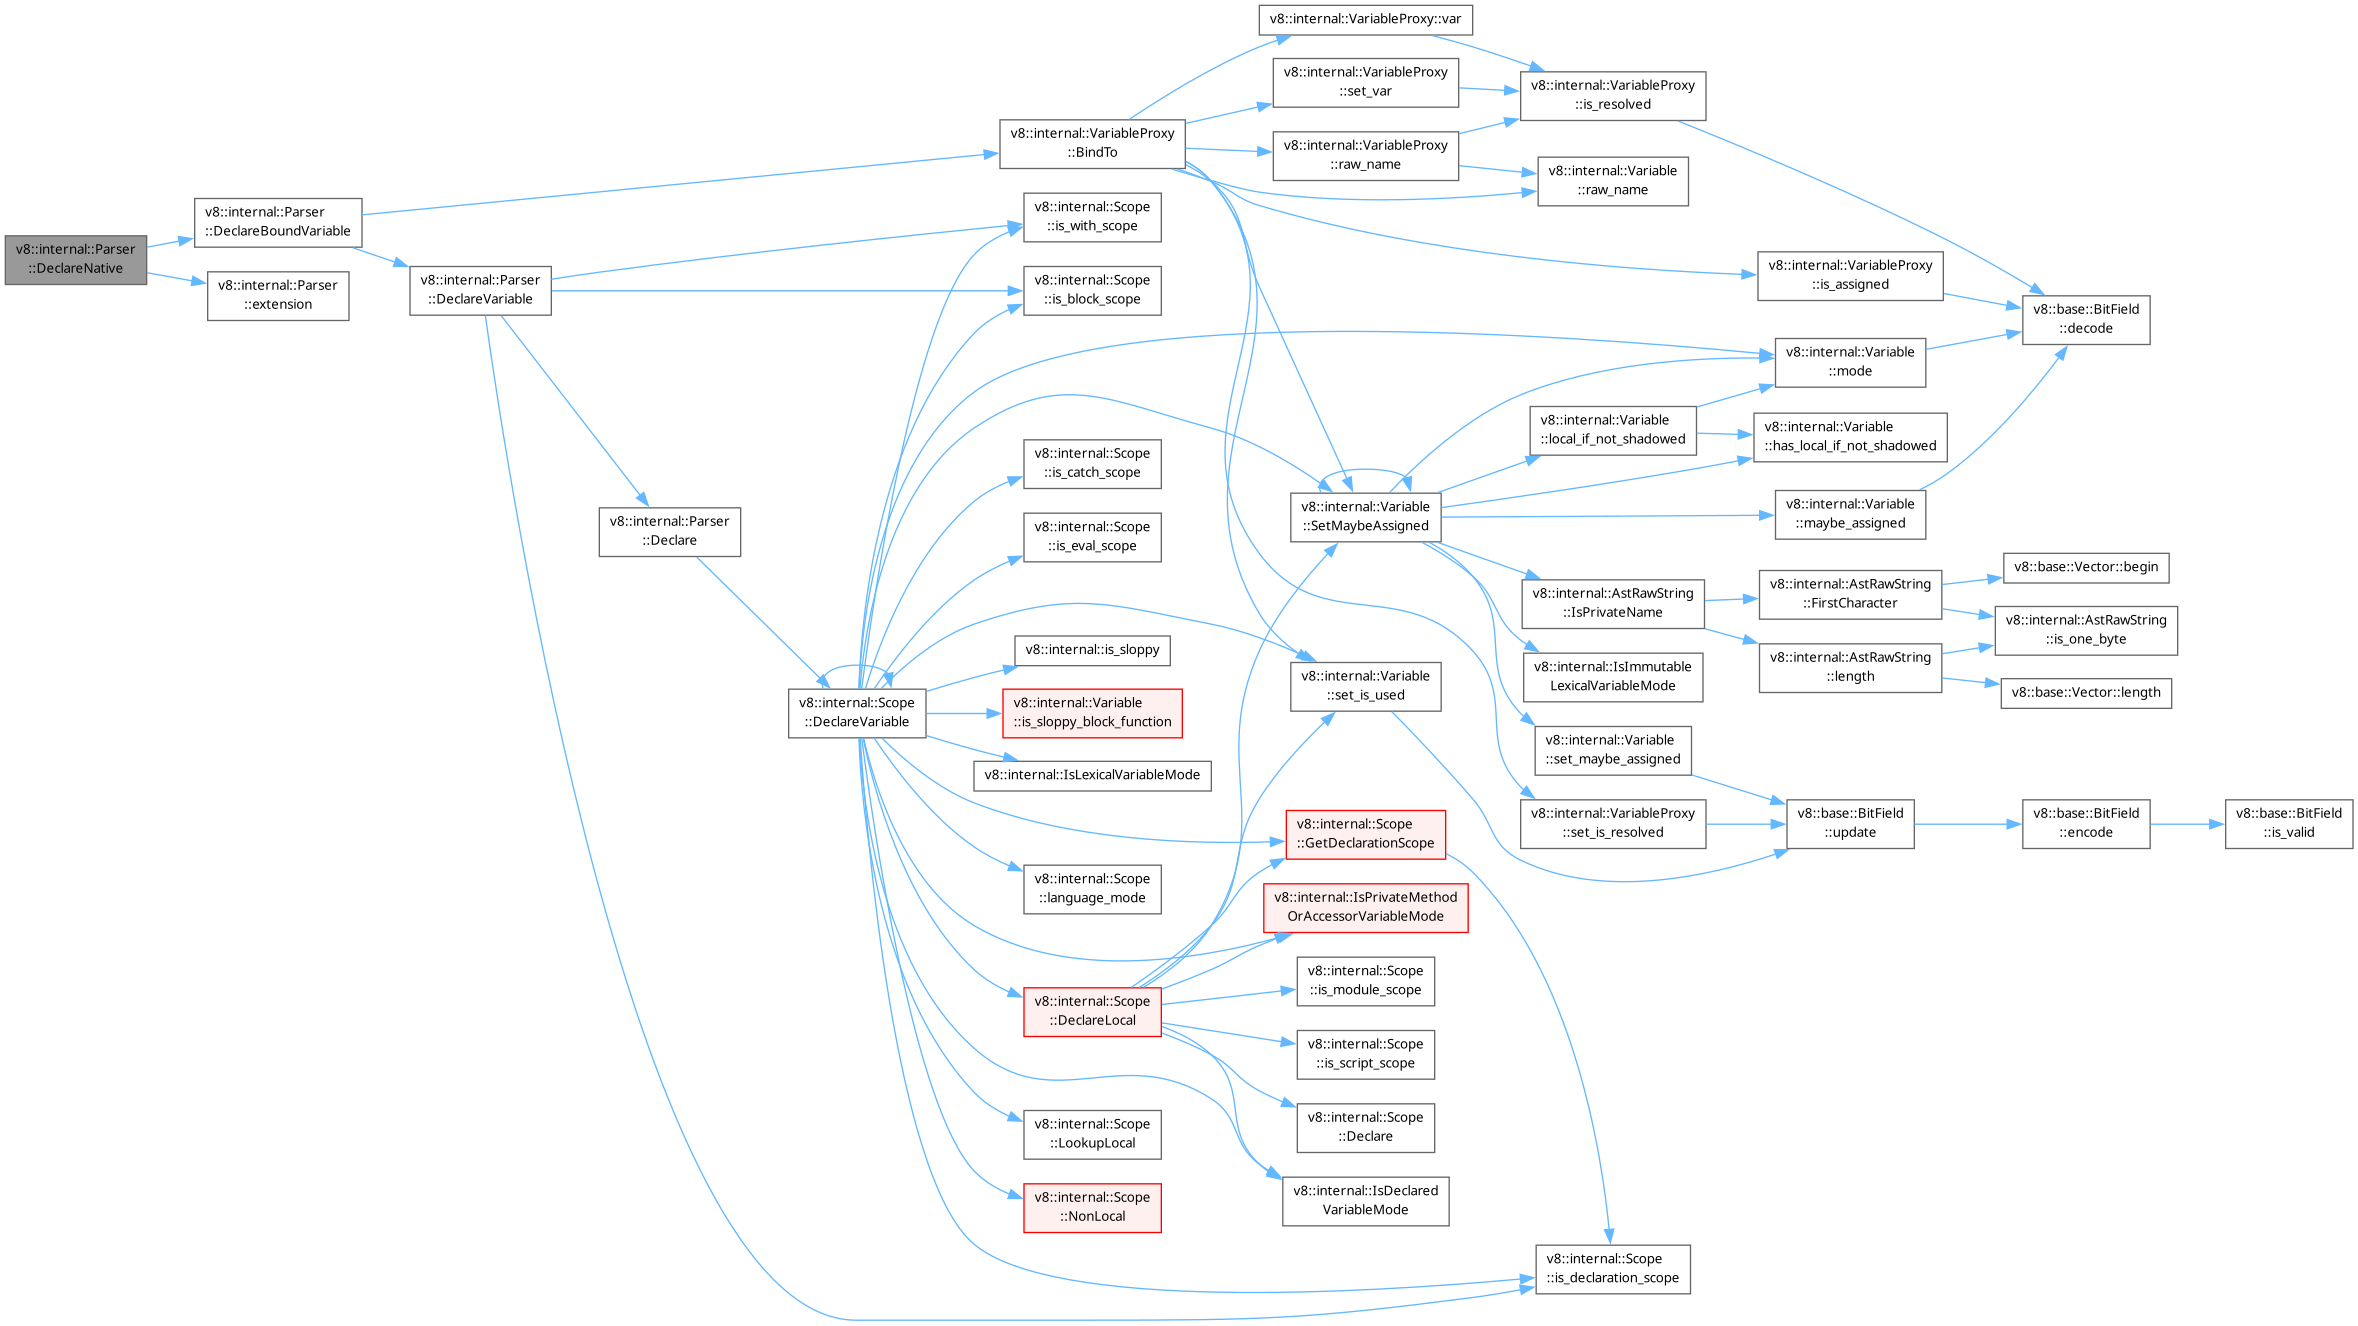 v8::internal::Parser
::DeclareNative
v8::internal::Parser
::DeclareBoundVariable
v8::internal::Parser
::extension
v8::internal::Parser
::DeclareVariable
v8::internal::Parser
::Declare
v8::internal::Scope
::DeclareVariable
v8::internal::VariableProxy
::BindTo
v8::internal::Scope
::is_with_scope
v8::internal::Scope
::is_block_scope
v8::internal::Scope
::is_catch_scope
v8::internal::Scope
::is_eval_scope
v8::internal::is_sloppy
v8::internal::Variable
::is_sloppy_block_function
v8::internal::IsLexicalVariableMode
v8::internal::Scope
::language_mode
v8::internal::Scope
::DeclareLocal
v8::internal::Scope
::LookupLocal
v8::internal::Scope
::NonLocal
v8::internal::VariableProxy::var
v8::internal::VariableProxy
::set_var
v8::internal::VariableProxy
::raw_name
v8::internal::Variable
::SetMaybeAssigned
v8::internal::Variable
::set_is_used
v8::internal::Scope
::GetDeclarationScope
v8::internal::IsPrivateMethod
OrAccessorVariableMode
v8::internal::Scope
::is_module_scope
v8::internal::Scope
::is_script_scope
v8::internal::Scope
::Declare
v8::internal::IsDeclared
VariableMode
v8::internal::VariableProxy
::is_resolved
v8::internal::Variable
::raw_name
v8::internal::Variable
::local_if_not_shadowed
v8::internal::AstRawString
::IsPrivateName
v8::internal::IsImmutable
LexicalVariableMode
v8::internal::Variable
::set_maybe_assigned
v8::internal::VariableProxy
::set_is_resolved
v8::internal::Scope
::is_declaration_scope
v8::internal::VariableProxy
::is_assigned
v8::internal::Variable
::mode
v8::internal::Variable
::has_local_if_not_shadowed
v8::internal::Variable
::maybe_assigned
v8::internal::AstRawString
::FirstCharacter
v8::internal::AstRawString
::length
v8::base::BitField
::update
v8::base::BitField
::decode
v8::base::Vector::begin
v8::internal::AstRawString
::is_one_byte
v8::base::Vector::length
v8::base::BitField
::encode
v8::base::BitField
::is_valid